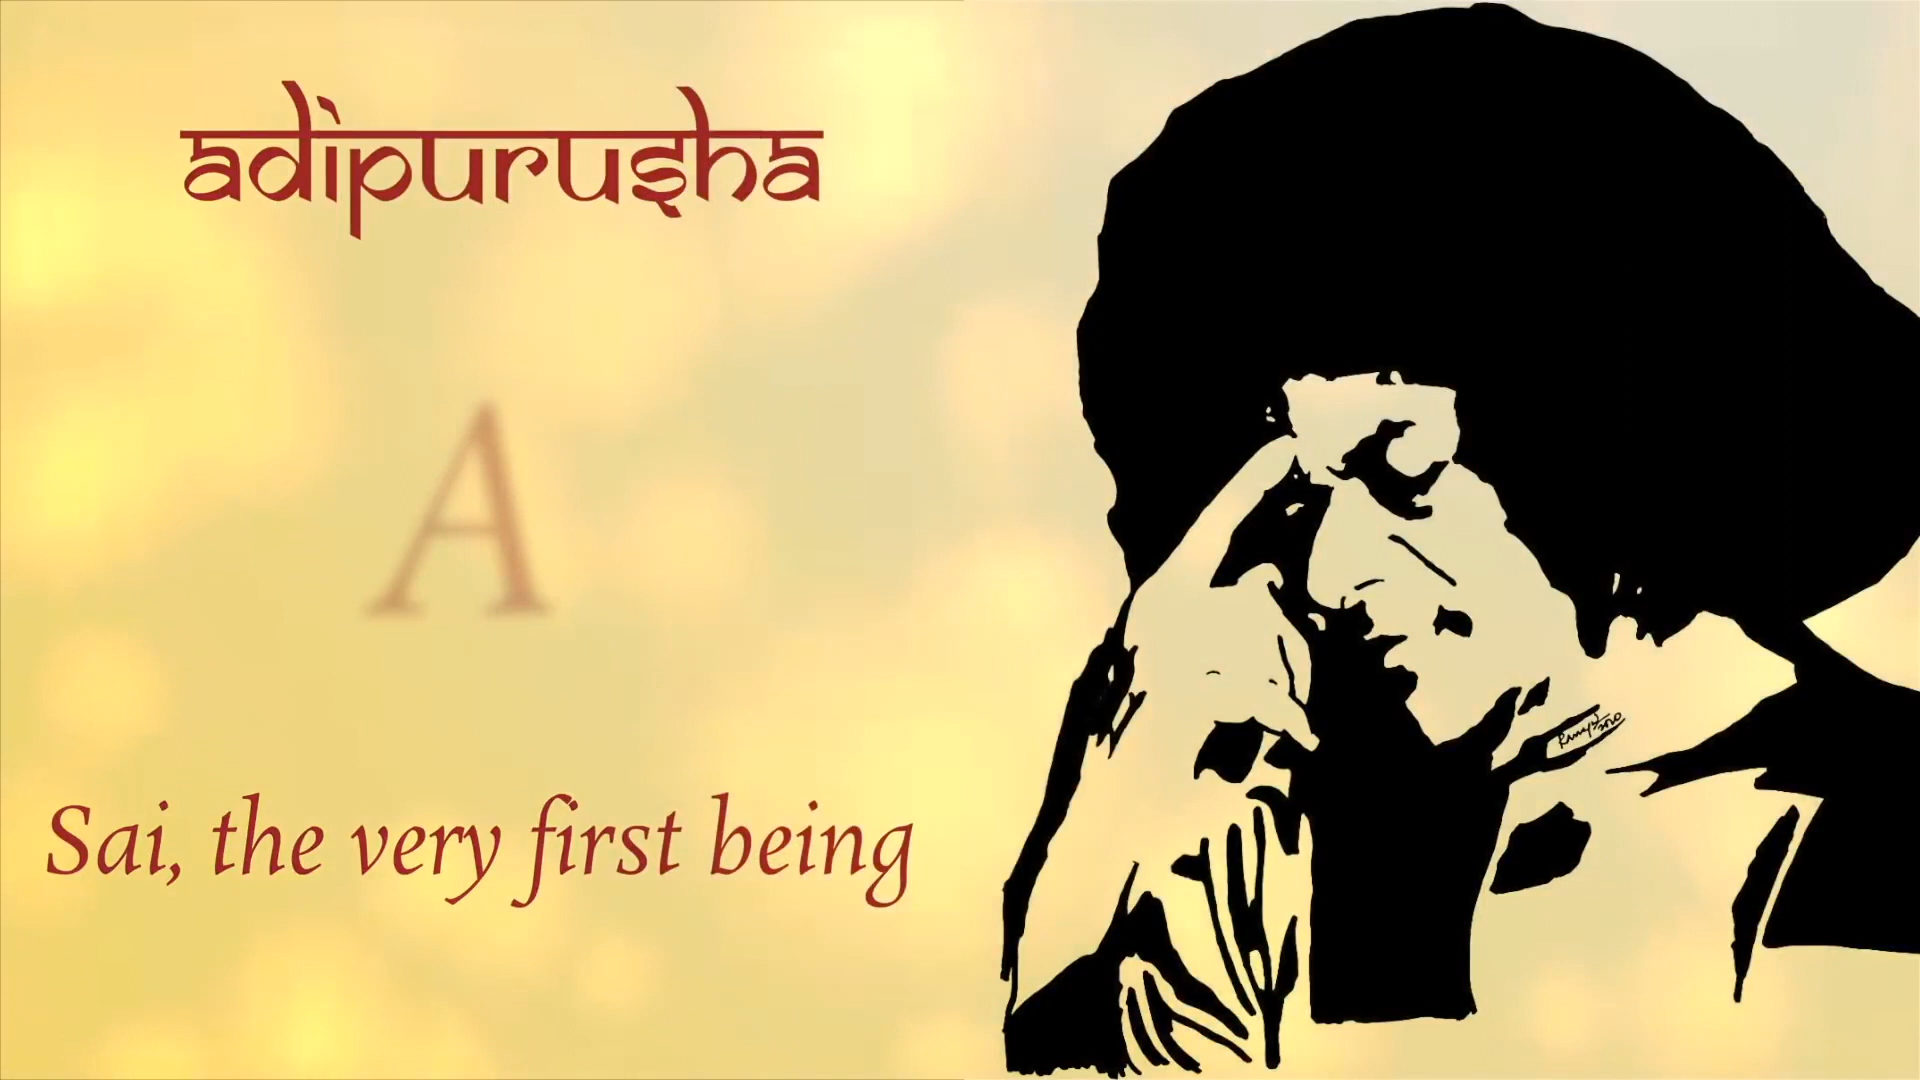 adipurusha
A
Sai, the very first being